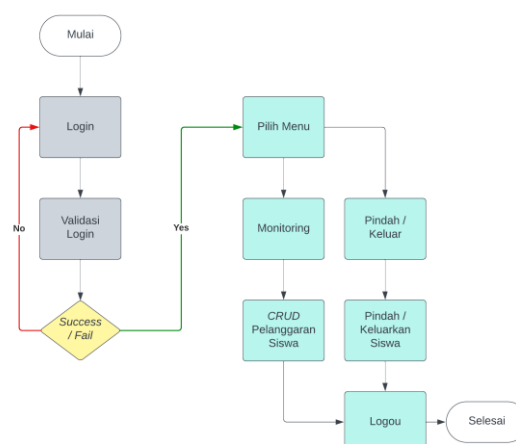 Mulai
Login
Validasi
Login
Success
/ Fail
No
Yes
Pilih Menu
Monitoring
CRUD
Pelanggaran
Siswa
Pindah /
Keluar
Pindah /
Keluarkan
Siswa
Logou
Selesai